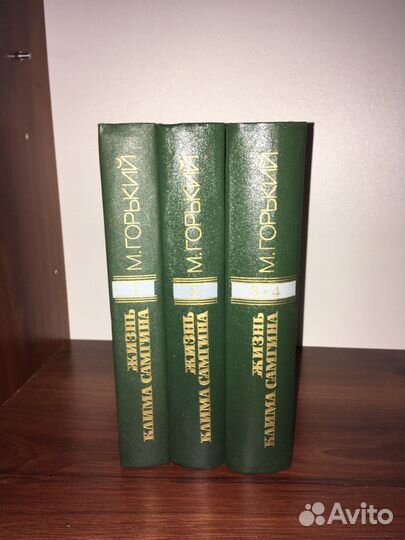 М. ГОРЬКИЙ
1
ЖИЗНЬ
КЛИМА САМГИНА
М. ГОРЬКИЙ
2
ЖИЗНЬ
КЛИМА САМГИНА
М. ГОРЬКИЙ
3-4
ЖИЗНЬ
КЛИМА САМГИНА
Avito